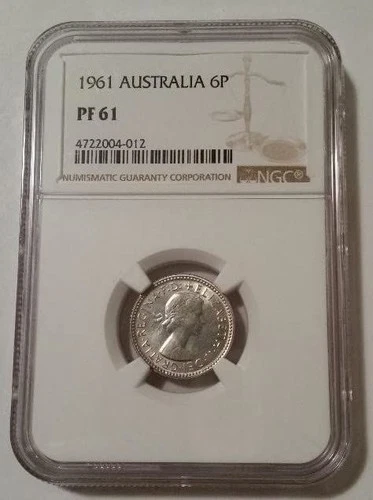 1961 AUSTRALIA 6P
PF 61
4722004-012
NUMISMATIC GUARANTY CORPORATION
NGC®